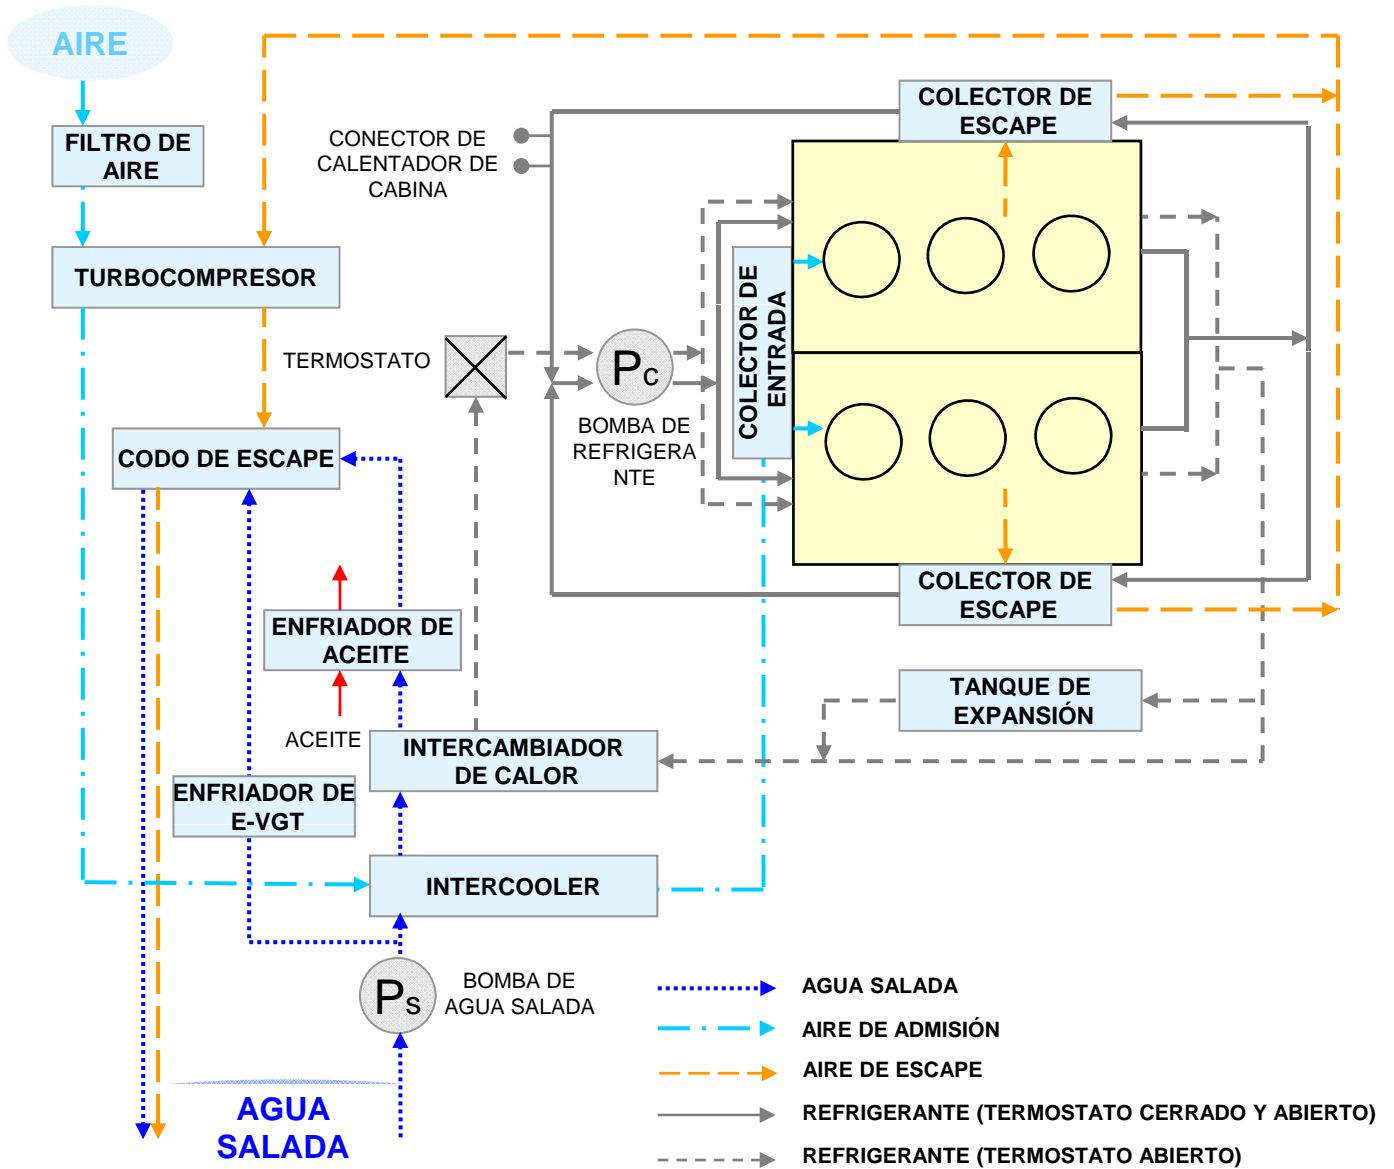 AIRE
FILTRO DE
AIRE
TURBOCOMPRESOR
CONECTOR DE
CALENTADOR DE
CABINA
COLECTOR DE
ESCAPE
TERMOSTATO
Pc
BOMBA DE
REFRIGERA
NTE
COLECTOR DE
ENTRADA
CODO DE ESCAPE
COLECTOR DE
ESCAPE
ENFRIADOR DE
ACEITE
ACEITE
TANQUE DE
EXPANSIÓN
INTERCAMBIADOR
DE CALOR
ENFRIADOR DE
E-VGT
INTERCOOLER
Ps
BOMBA DE
AGUA SALADA
AGUA
SALADA
AGUA SALADA
AIRE DE ADMISIÓN
AIRE DE ESCAPE
REFRIGERANTE (TERMOSTATO CERRADO Y ABIERTO)
REFRIGERANTE (TERMOSTATO ABIERTO)